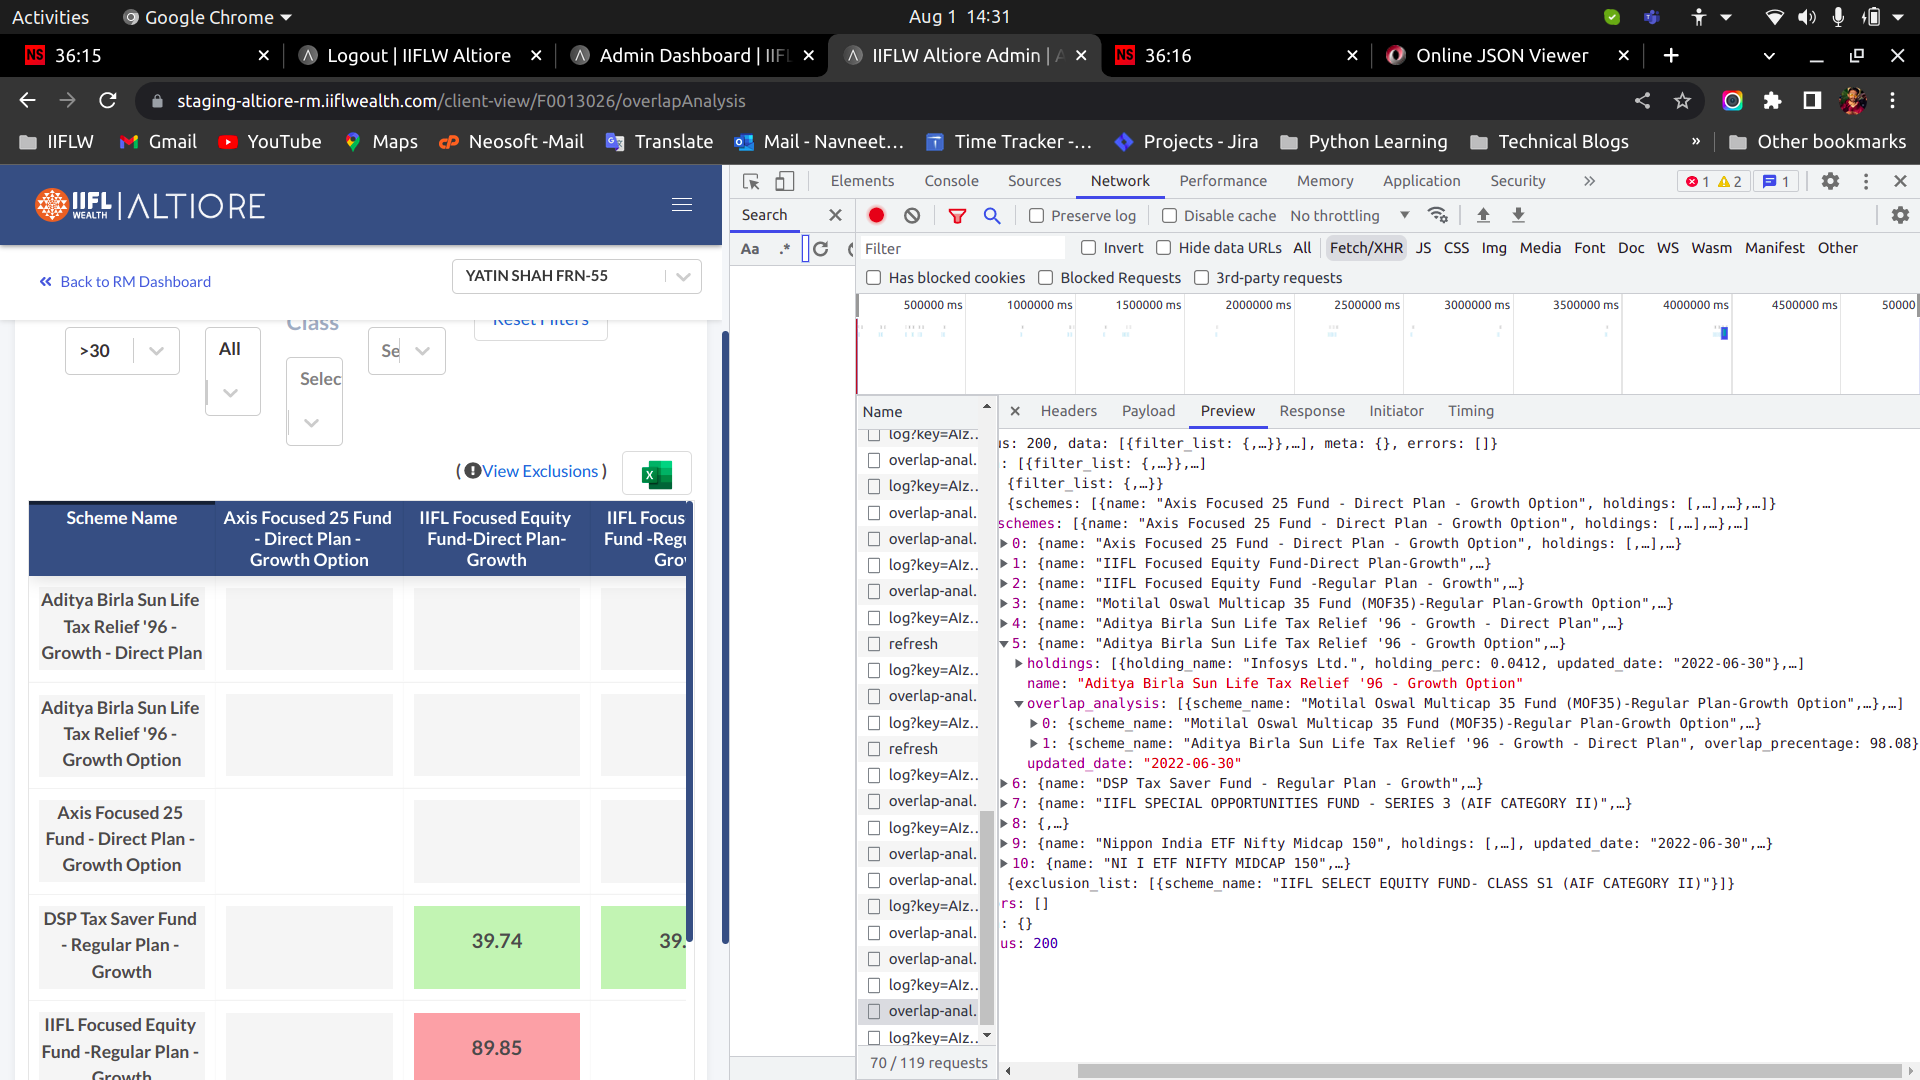 Activities
Google Chrome
Aug 1 14:31
NS 36:15
Logout | IIFLW Altiore
Admin Dashboard | IIFL
IIFLW Altiore Admin | A
NS 36:16
Online JSON Viewer
staging-altiore-rm.iiflwealth.com/client-view/F0013026/overlapAnalysis
IIFLW
Gmail
YouTube
Maps
Neosoft -Mail
Translate
Mail - Navneet...
Time Tracker -...
Projects - Jira
Python Learning
Technical Blogs
»
Other bookmarks
IIFL WEALTH | ALTIORE
« Back to RM Dashboard
YATIN SHAH FRN-55
Class
Reset Filters
>30
All
Selec
Se
( View Exclusions )
Scheme Name
Axis Focused 25 Fund - Direct Plan - Growth Option
IIFL Focused Equity Fund-Direct Plan-Growth
IIFL Focus
Fund -Regu
Grov
Aditya Birla Sun Life
Tax Relief '96 -
Growth - Direct Plan
Aditya Birla Sun Life
Tax Relief '96 -
Growth Option
Axis Focused 25
Fund - Direct Plan -
Growth Option
DSP Tax Saver Fund
- Regular Plan -
Growth
39.74
39.
IIFL Focused Equity
Fund -Regular Plan -
Growth
89.85
Elements
Console
Sources
Network
Performance
Memory
Application
Security
»
1
2
1
Search
Preserve log
Disable cache
No throttling
Aa
.*
Filter
Invert
Hide data URLs
All
Fetch/XHR
JS
CSS
Img
Media
Font
Doc
WS
Wasm
Manifest
Other
Has blocked cookies
Blocked Requests
3rd-party requests
500000 ms
1000000 ms
1500000 ms
2000000 ms
2500000 ms
3000000 ms
3500000 ms
4000000 ms
4500000 ms
50000
Name
log?key=AIz..
overlap-anal.
log?key=AIz..
overlap-anal.
overlap-anal.
log?key=AIz..
overlap-anal.
log?key=AIz..
refresh
log?key=AIz..
overlap-anal.
log?key=AIz..
refresh
log?key=AIz..
overlap-anal.
log?key=AIz..
overlap-anal.
overlap-anal.
log?key=AIz..
overlap-anal.
overlap-anal.
log?key=AIz..
overlap-anal.
log?key=AIz..
70 / 119 requests
Headers
Payload
Preview
Response
Initiator
Timing
us: 200, data: [{filter_list: {,…}},…], meta: {}, errors: []}
: [{filter_list: {,…}},…]
{filter_list: {,…}}
{schemes: [{name: "Axis Focused 25 Fund - Direct Plan - Growth Option", holdings: [,…],…},…]}
schemes: [{name: "Axis Focused 25 Fund - Direct Plan - Growth Option", holdings: [,…],…},…]
0: {name: "Axis Focused 25 Fund - Direct Plan - Growth Option", holdings: [,…],…}
1: {name: "IIFL Focused Equity Fund-Direct Plan-Growth",…}
2: {name: "IIFL Focused Equity Fund -Regular Plan - Growth",…}
3: {name: "Motilal Oswal Multicap 35 Fund (MOF35)-Regular Plan-Growth Option",…}
4: {name: "Aditya Birla Sun Life Tax Relief '96 - Growth - Direct Plan",…}
5: {name: "Aditya Birla Sun Life Tax Relief '96 - Growth Option",…}
holdings: [{holding_name: "Infosys Ltd.", holding_perc: 0.0412, updated_date: "2022-06-30"},…]
name: "Aditya Birla Sun Life Tax Relief '96 - Growth Option"
overlap_analysis: [{scheme_name: "Motilal Oswal Multicap 35 Fund (MOF35)-Regular Plan-Growth Option",…},…]
0: {scheme_name: "Motilal Oswal Multicap 35 Fund (MOF35)-Regular Plan-Growth Option",…}
1: {scheme_name: "Aditya Birla Sun Life Tax Relief '96 - Growth - Direct Plan", overlap_precentage: 98.08}
updated_date: "2022-06-30"
6: {name: "DSP Tax Saver Fund - Regular Plan - Growth",…}
7: {name: "IIFL SPECIAL OPPORTUNITIES FUND - SERIES 3 (AIF CATEGORY II)",…}
8: {,…}
9: {name: "Nippon India ETF Nifty Midcap 150", holdings: [,…], updated_date: "2022-06-30",…}
10: {name: "NI I ETF NIFTY MIDCAP 150",…}
{exclusion_list: [{scheme_name: "IIFL SELECT EQUITY FUND- CLASS S1 (AIF CATEGORY II)"}]}
rs: []
: {}
us: 200